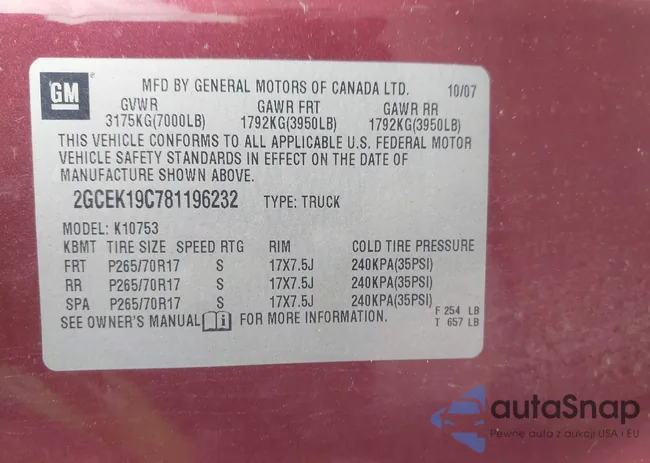 GM
MFD BY GENERAL MOTORS OF CANADA LTD. 10/07
GVWR GAWR FRT GAWR RR
3175KG(7000LB) 1792KG(3950LB) 1792KG(3950LB)
THIS VEHICLE CONFORMS TO ALL APPLICABLE U.S. FEDERAL MOTOR
VEHICLE SAFETY STANDARDS IN EFFECT ON THE DATE OF
MANUFACTURE SHOWN ABOVE.
2GCEK19C781196232 TYPE: TRUCK
MODEL: K10753
KBMT TIRE SIZE SPEED RTG RIM COLD TIRE PRESSURE
FRT P265/70R17 S 17X7.5J 240KPA(35PSI)
RR P265/70R17 S 17X7.5J 240KPA(35PSI)
SPA P265/70R17 S 17X7.5J 240KPA(35PSI)
SEE OWNER'S MANUAL i FOR MORE INFORMATION.
F 254 LB
T 657 LB
autaSnap
Pewne auta z aukcji USA i EU